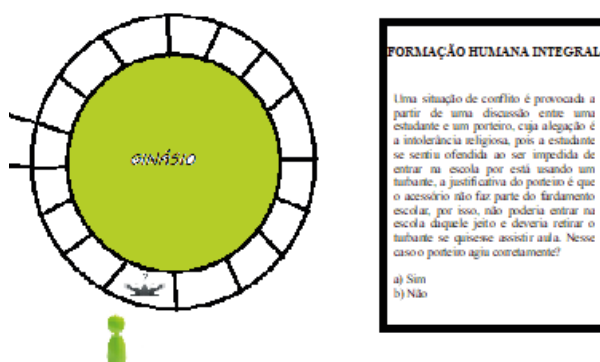 GINÁSIO
?
FORMAÇÃO HUMANA INTEGRAL
Uma situação de conflito é provocada a
partir de uma discussão entre uma
estudante e um porteiro, cuja alegação é
a intolerância religiosa, pois a estudante
se sentiu ofendida ao ser impedida de
entrar na escola por está usando um
turbante, a justificativa do porteiro é que
o acessório não faz parte do fardamento
escolar, por isso, não poderia entrar na
escola daquele jeito e deveria retirar o
turbante se quisesse assistir aula. Nesse
caso o porteiro agiu corretamente?
a) Sim
b) Não